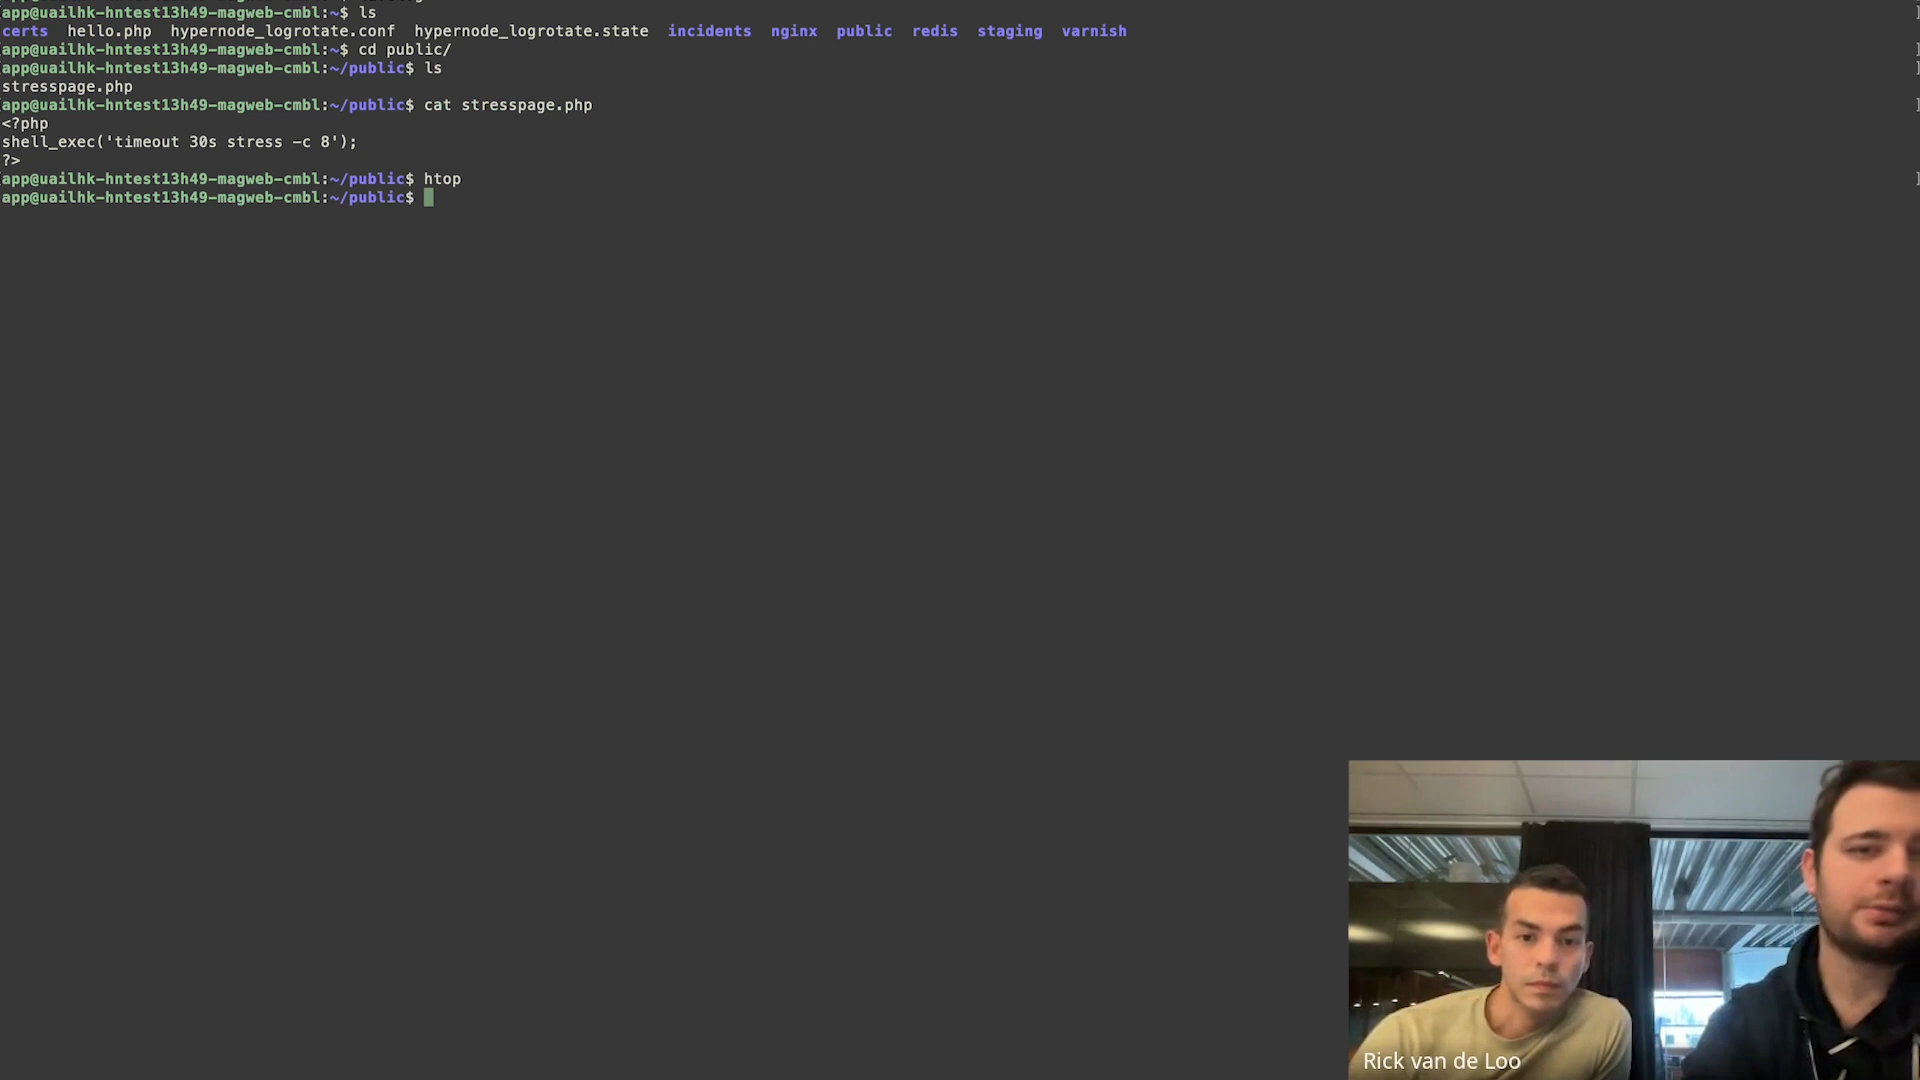 app@uailhk-hntest13h49-magweb-cmbl:~$ ls
certs  hello.php  hypernode_logrotate.conf  hypernode_logrotate.state  incidents  nginx  public  redis  staging  varnish
app@uailhk-hntest13h49-magweb-cmbl:~$ cd public/
app@uailhk-hntest13h49-magweb-cmbl:~/public$ ls
stresspage.php
app@uailhk-hntest13h49-magweb-cmbl:~/public$ cat stresspage.php
<?php
shell_exec('timeout 30s stress -c 8');
?>
app@uailhk-hntest13h49-magweb-cmbl:~/public$ htop
app@uailhk-hntest13h49-magweb-cmbl:~/public$
Rick van de Loo